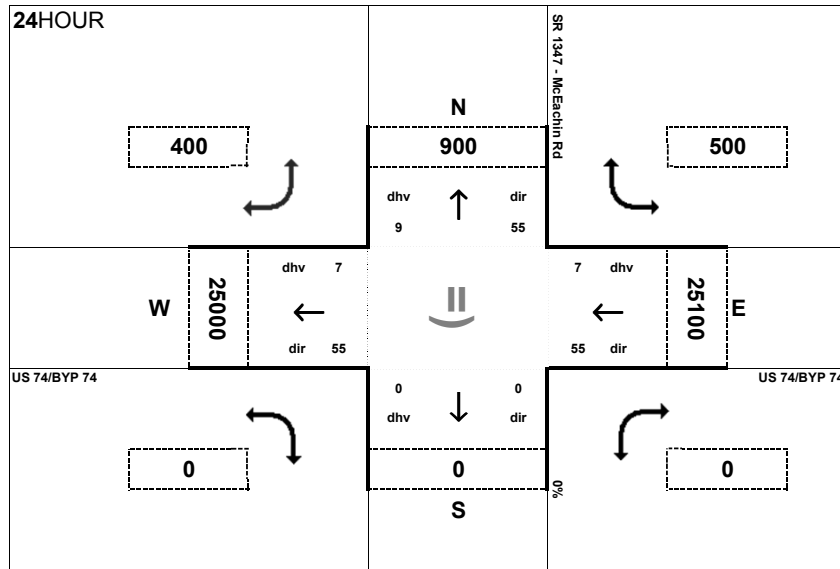 24HOUR
SR 1347 - McEachin Rd
N
400
900
500
dhv
dir
9
55
dhv 7
7 dhv
W
25000
25100
E
dir 55
55 dir
US 74/BYP 74
US 74/BYP 74
0
0
dhv
dir
0
0
0
0%
S